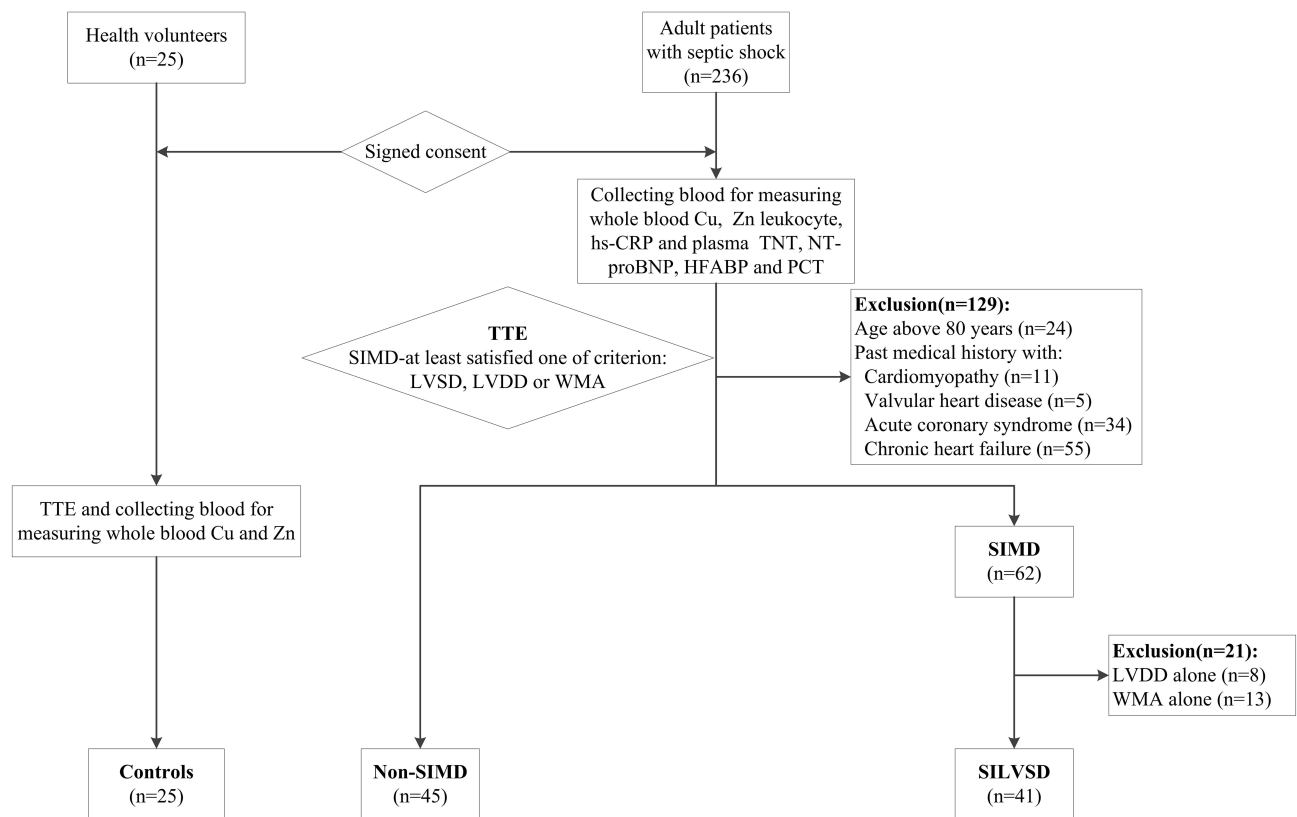 Health volunteers
(n=25)
Adult patients
with septic shock
(n=236)
Signed consent
Collecting blood for measuring
whole blood Cu, Zn leukocyte,
hs-CRP and plasma TNT, NT-
proBNP, HFABP and PCT
TTE
SIMD-at least satisfied one of criterion:
LVSD, LVDD or WMA
Exclusion(n=129):
Age above 80 years (n=24)
Past medical history with:
Cardiomyopathy (n=11)
Valvular heart disease (n=5)
Acute coronary syndrome (n=34)
Chronic heart failure (n=55)
TTE and collecting blood for
measuring whole blood Cu and Zn
SIMD
(n=62)
Exclusion(n=21):
LVDD alone (n=8)
WMA alone (n=13)
Controls
(n=25)
Non-SIMD
(n=45)
SILVSD
(n=41)